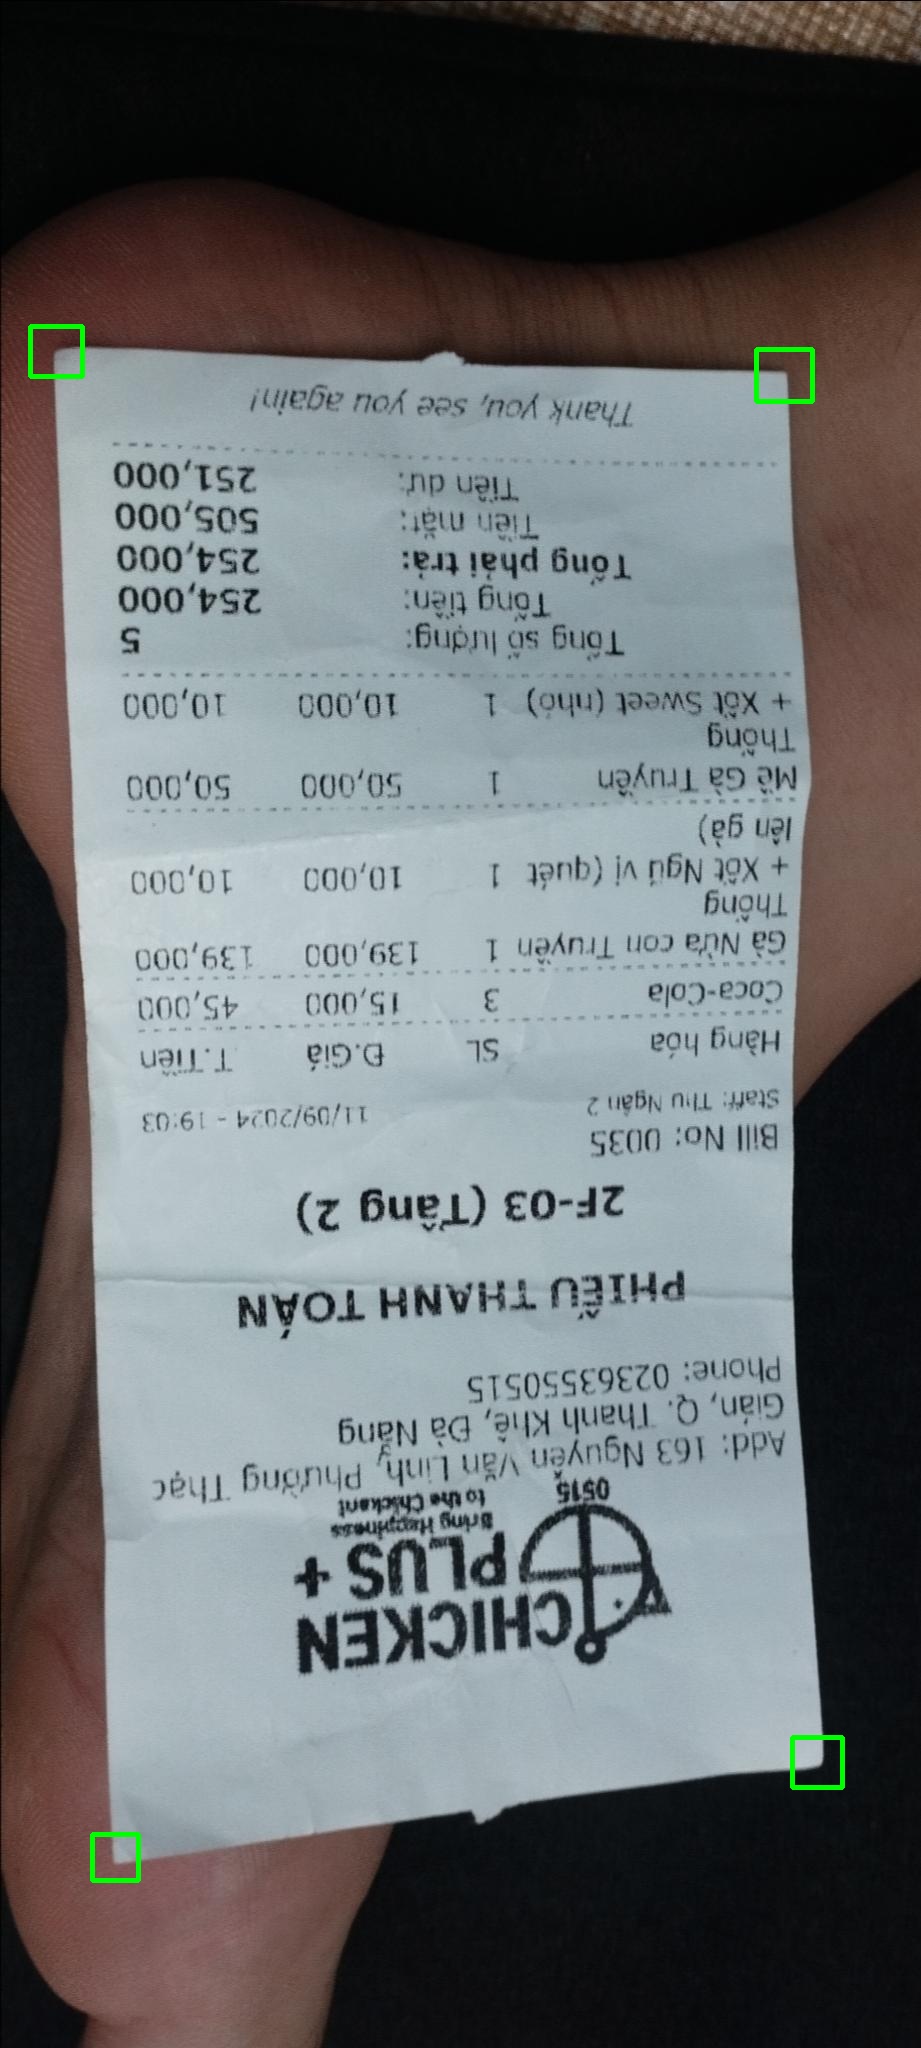 CHICKEN
PLUS +
Bring Happiness
to the Chickent
0515
Add: 163 Nguyễn Văn Linh, Phường Thạc
Gián, Q. Thanh Khê, Đà Nẵng
Phone: 02363550515
PHIẾU THANH TOÁN
2F-03 (Tầng 2)
Bill No: 0035
Staff: Thu Ngân 2 11/09/2024 - 19:03
Hàng hóa SL Đ.Giá T.Tiền
Coca-Cola 3 15,000 45,000
Gà Nửa con Truyền 1 139,000 139,000
Thống
+ Xốt Ngũ vị (quét 1 10,000 10,000
lên gà)
Mề Gà Truyền 1 50,000 50,000
Thống
+ Xốt Sweet (nhỏ) 1 10,000 10,000
Tổng số lượng: 5
Tổng tiền: 254,000
Tổng phải trả: 254,000
Tiền mặt: 505,000
Tiền dư: 251,000
Thank you, see you again!